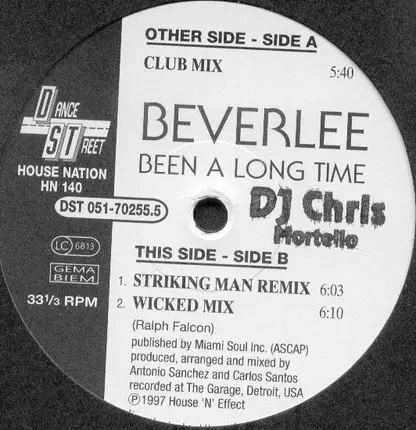 OTHER SIDE - SIDE A
CLUB MIX 5:40
DANCE
STREET
HOUSE NATION
HN 140
DST 051-70255.5
LC 6813
GEMA
BIEM
33 1/3 RPM
BEVERLEE
BEEN A LONG TIME
DJ Chris
Mortello
THIS SIDE - SIDE B
1. STRIKING MAN REMIX 6:03
2. WICKED MIX 6:10
(Ralph Falcon)
published by Miami Soul Inc. (ASCAP)
produced, arranged and mixed by
Antonio Sanchez and Carlos Santos
recorded at The Garage, Detroit, USA
℗1997 House 'N' Effect